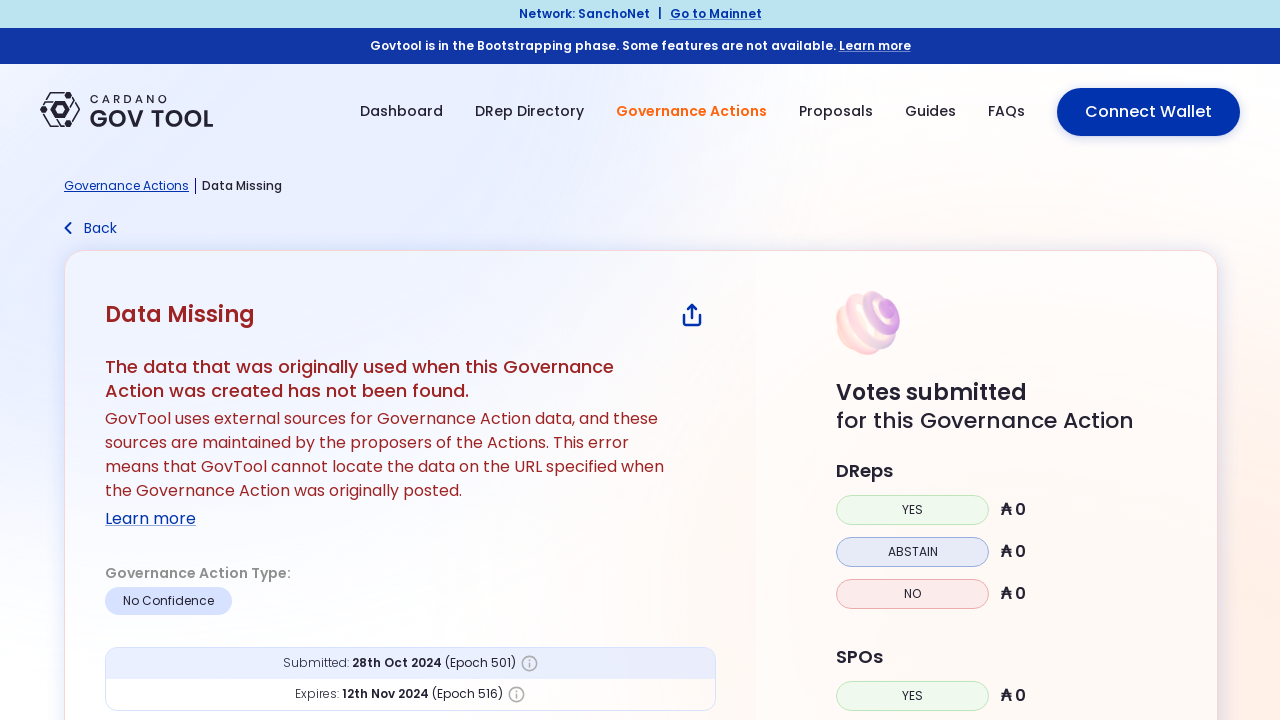 Network: SanchoNet | Go to Mainnet
Govtool is in the Bootstrapping phase. Some features are not available. Learn more
CARDANO
GOV TOOL
Dashboard DRep Directory Governance Actions Proposals Guides FAQs Connect Wallet
Governance Actions | Data Missing
Back
Data Missing
The data that was originally used when this Governance
Action was created has not been found.
GovTool uses external sources for Governance Action data, and these
sources are maintained by the proposers of the Actions. This error
means that GovTool cannot locate the data on the URL specified when
the Governance Action was originally posted.
Learn more
Governance Action Type:
No Confidence
Submitted: 28th Oct 2024 (Epoch 501)
Expires: 12th Nov 2024 (Epoch 516)
Votes submitted
for this Governance Action
DReps
YES ₳ 0
ABSTAIN ₳ 0
NO ₳ 0
SPOs
YES ₳ 0